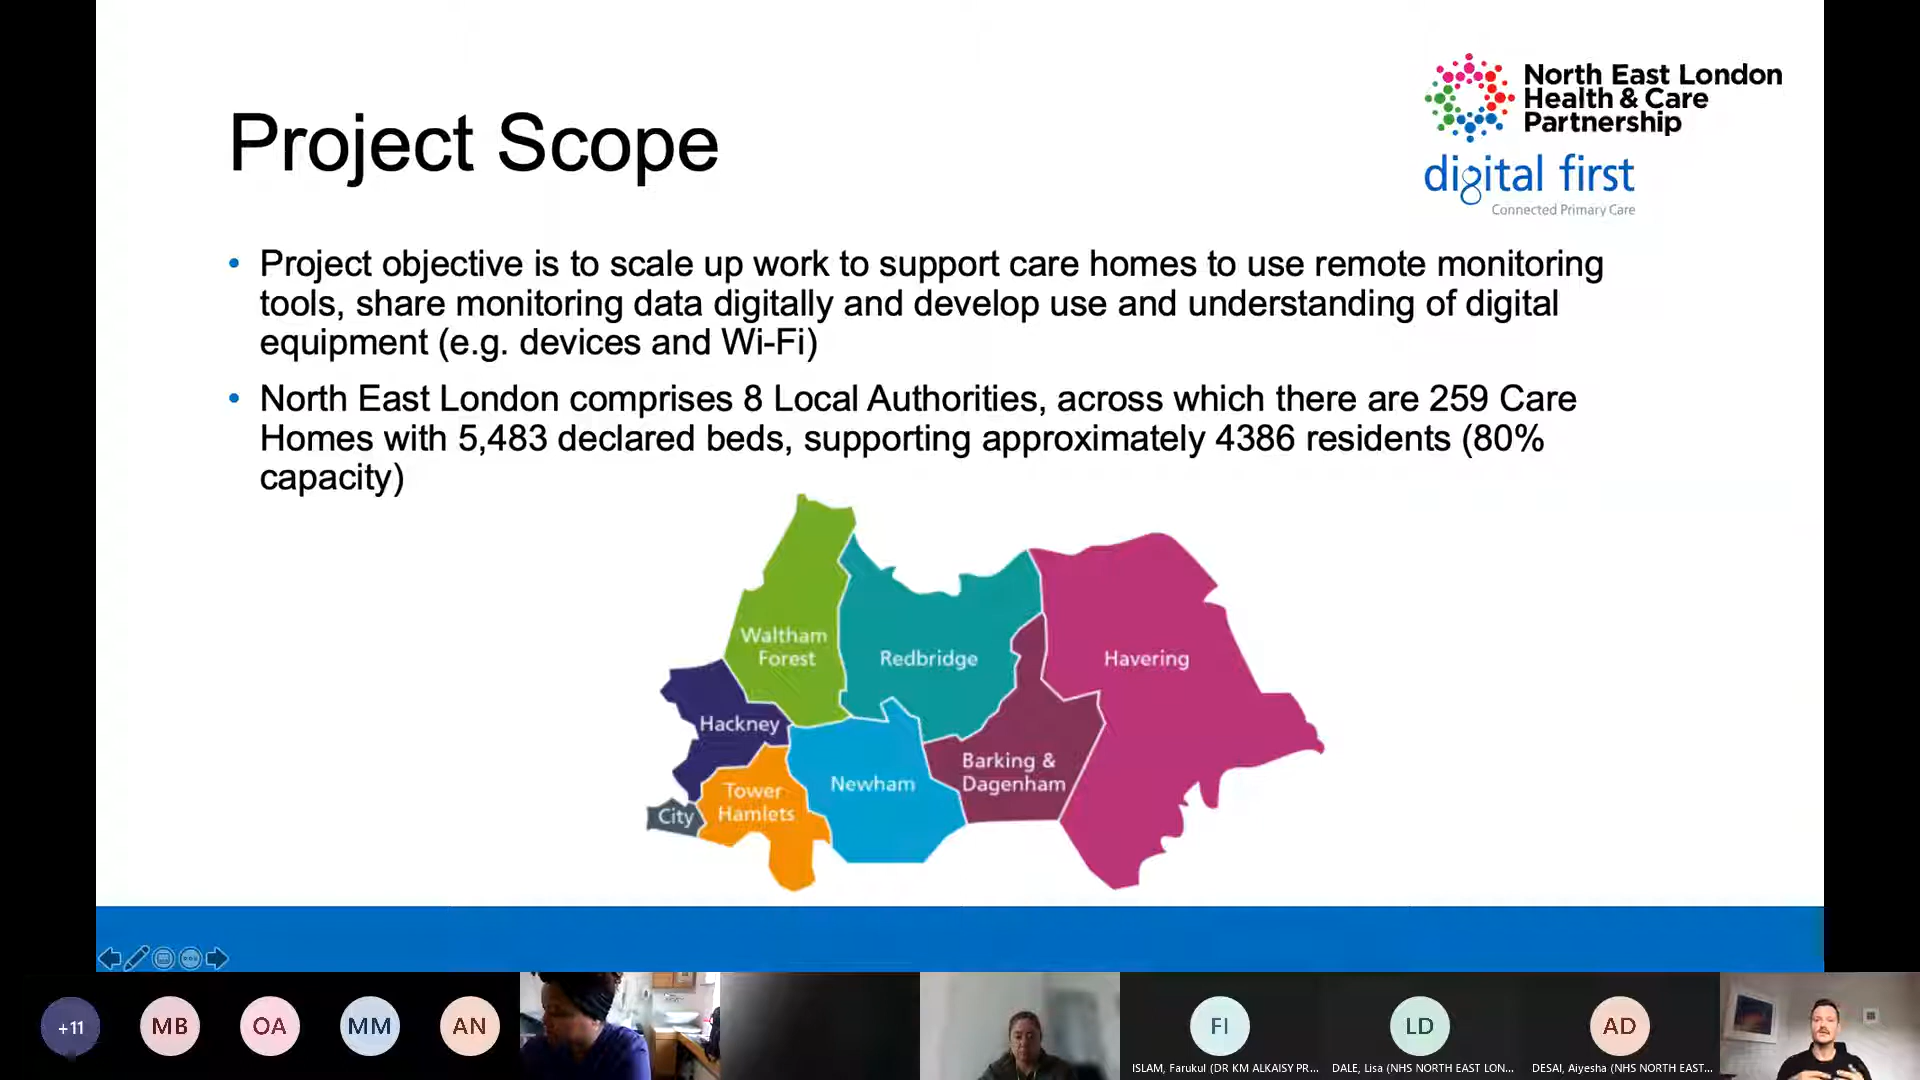 North East London
Health & Care
Partnership
digital first
Connected Primary Care
Project Scope
• Project objective is to scale up work to support care homes to use remote monitoring
tools, share monitoring data digitally and develop use and understanding of digital
equipment (e.g. devices and Wi-Fi)
• North East London comprises 8 Local Authorities, across which there are 259 Care
Homes with 5,483 declared beds, supporting approximately 4386 residents (80%
capacity)
Waltham
Forest
Redbridge
Havering
Hackney
Barking &
Dagenham
Newham
Tower
Hamlets
City
+11
MB
OA
MM
AN
FI
LD
AD
ISLAM, Farukul (DR KM ALKAISY PR...
DALE, Lisa (NHS NORTH EAST LON...
DESAI, Aiyesha (NHS NORTH EAST...